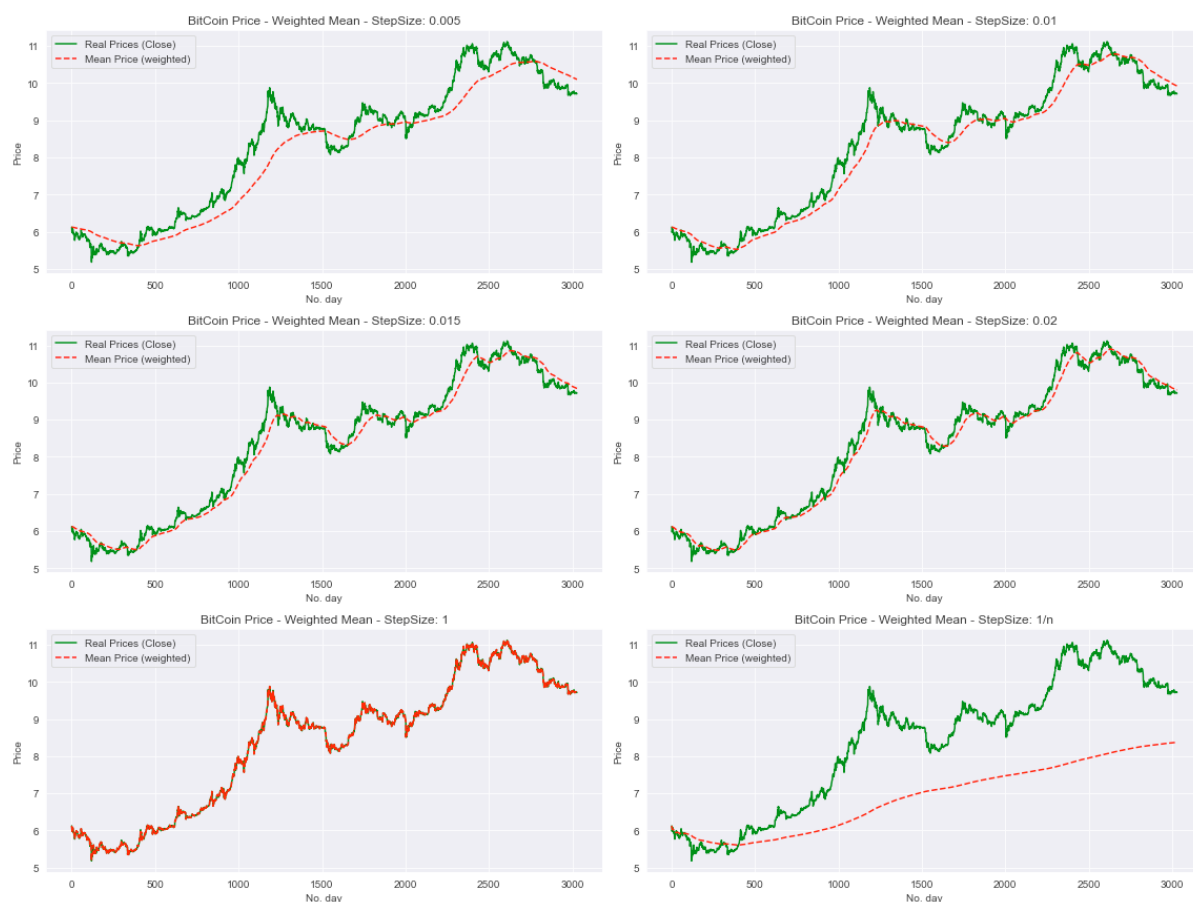 BitCoin Price - Weighted Mean - StepSize: 0.005
Real Prices (Close)
Mean Price (weighted)
11
10
9
8
7
6
5
Price
0 500 1000 1500 2000 2500 3000
No. day
BitCoin Price - Weighted Mean - StepSize: 0.01
Real Prices (Close)
Mean Price (weighted)
11
10
9
8
7
6
5
Price
0 500 1000 1500 2000 2500 3000
No. day
BitCoin Price - Weighted Mean - StepSize: 0.015
Real Prices (Close)
Mean Price (weighted)
11
10
9
8
7
6
5
Price
0 500 1000 1500 2000 2500 3000
No. day
BitCoin Price - Weighted Mean - StepSize: 0.02
Real Prices (Close)
Mean Price (weighted)
11
10
9
8
7
6
5
Price
0 500 1000 1500 2000 2500 3000
No. day
BitCoin Price - Weighted Mean - StepSize: 1
Real Prices (Close)
Mean Price (weighted)
11
10
9
8
7
6
5
Price
0 500 1000 1500 2000 2500 3000
No. day
BitCoin Price - Weighted Mean - StepSize: 1/n
Real Prices (Close)
Mean Price (weighted)
11
10
9
8
7
6
5
Price
0 500 1000 1500 2000 2500 3000
No. day